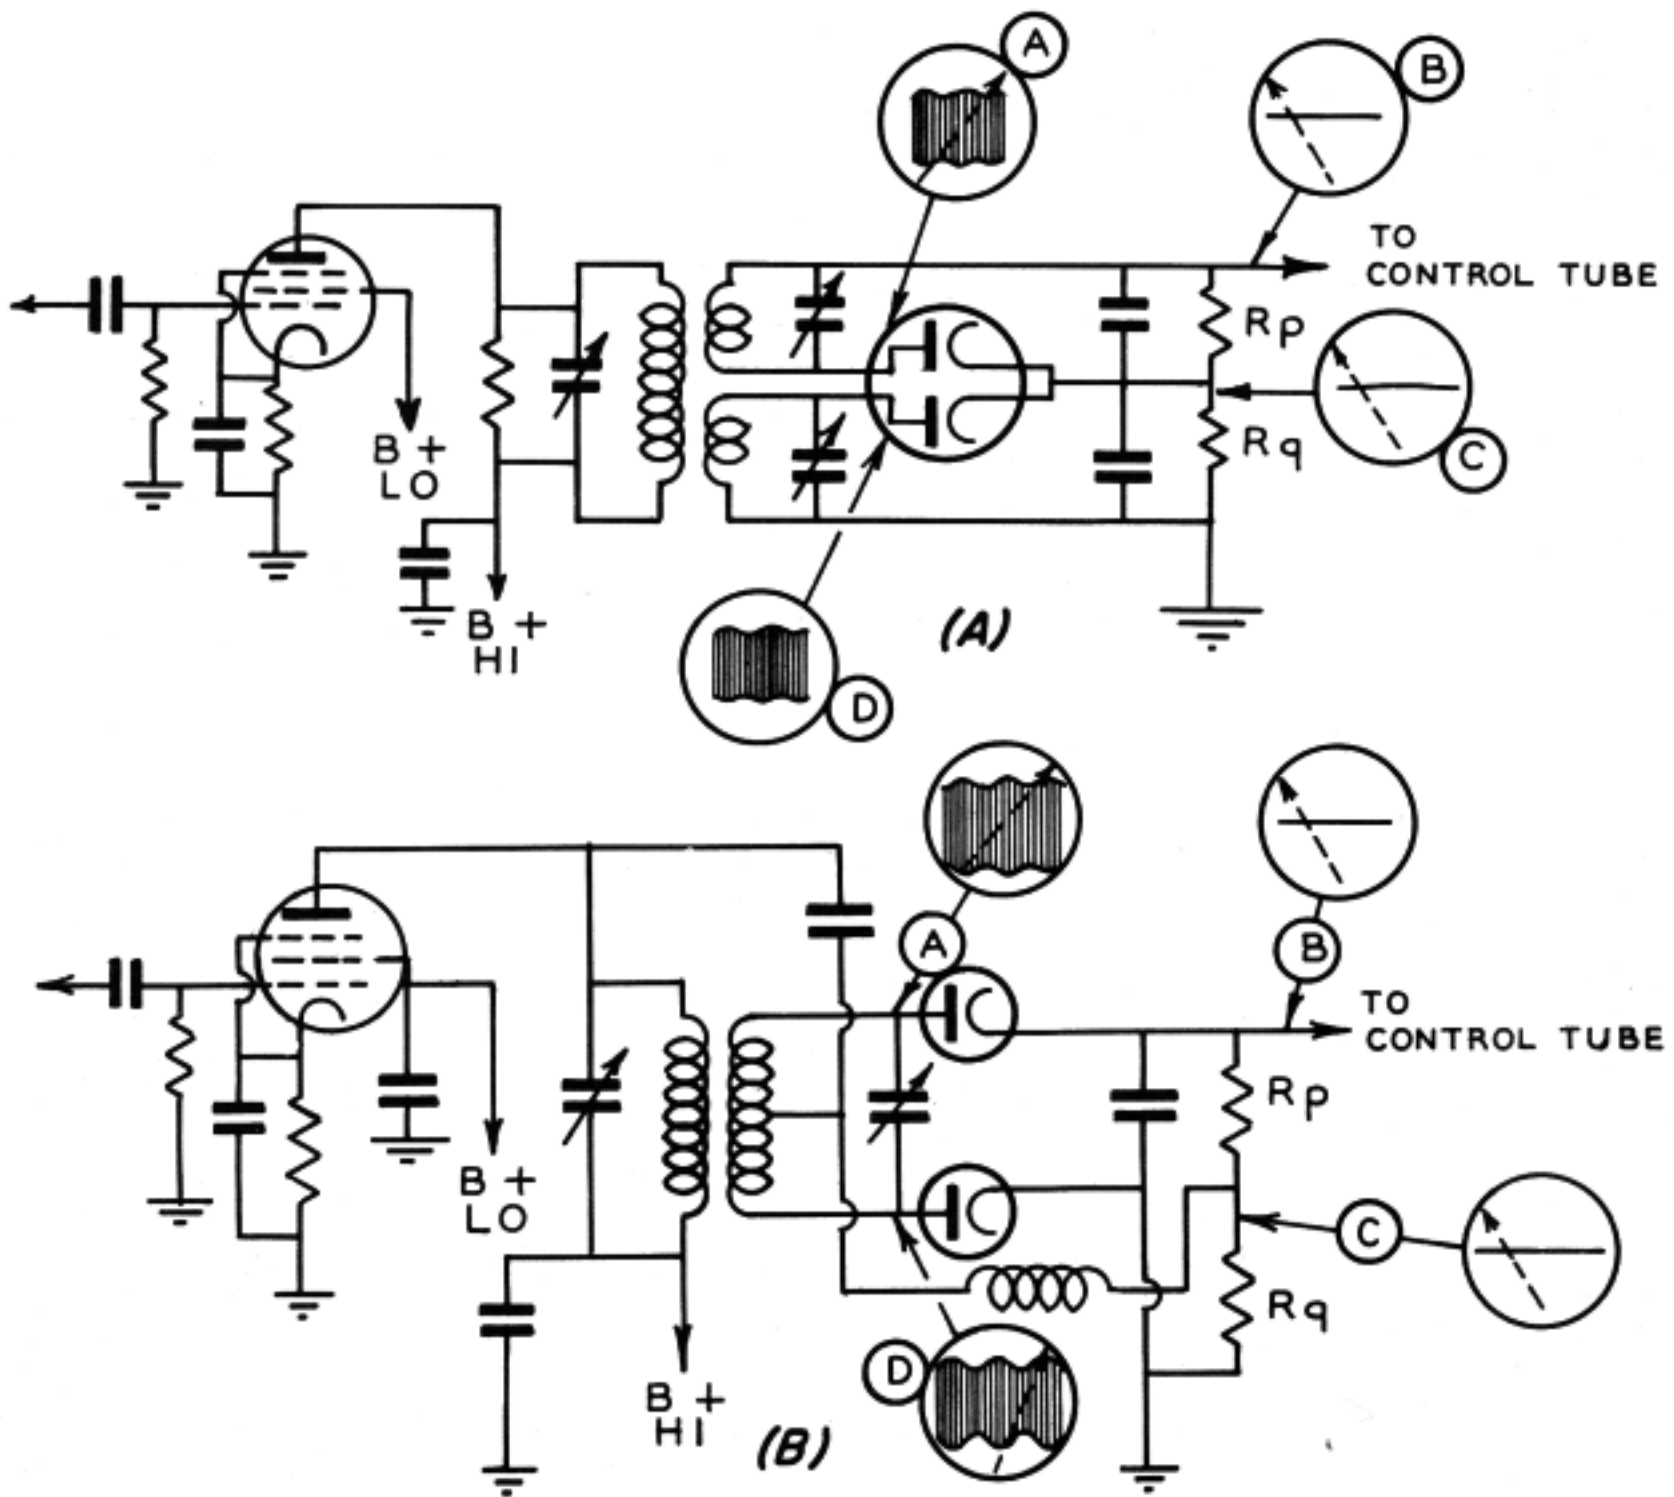 A
B
TO
CONTROL TUBE
Rp
B +
LO
Rq
C
B +
HI
(A)
D
A
B
TO
CONTROL TUBE
Rp
B +
LO
C
Rq
D
B +
HI
(B)